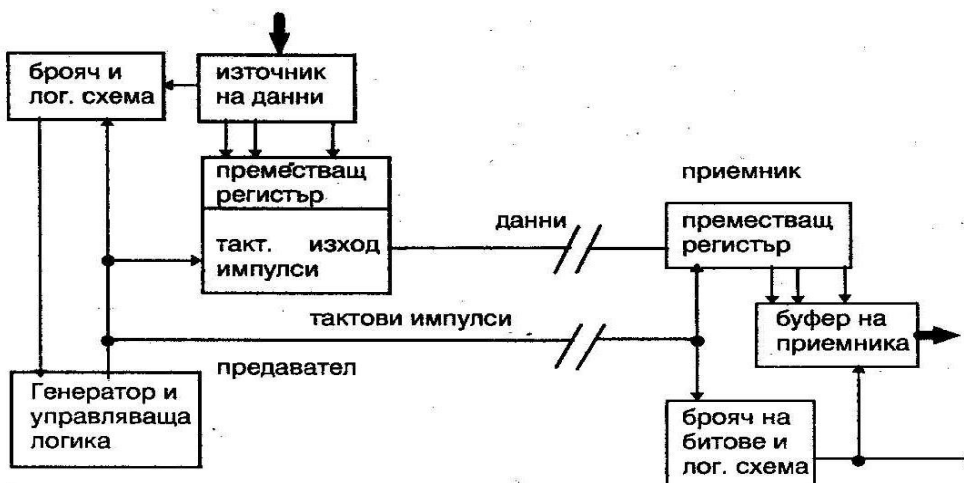 брояч и
лог. схема
източник
на данни
преместващ
регистър
такт. изход
импулси
данни
приемник
преместващ
регистър
тактови импулси
буфер на
приемника
предавател
Генератор и
управляваща
логика
брояч на
битове и
лог. схема